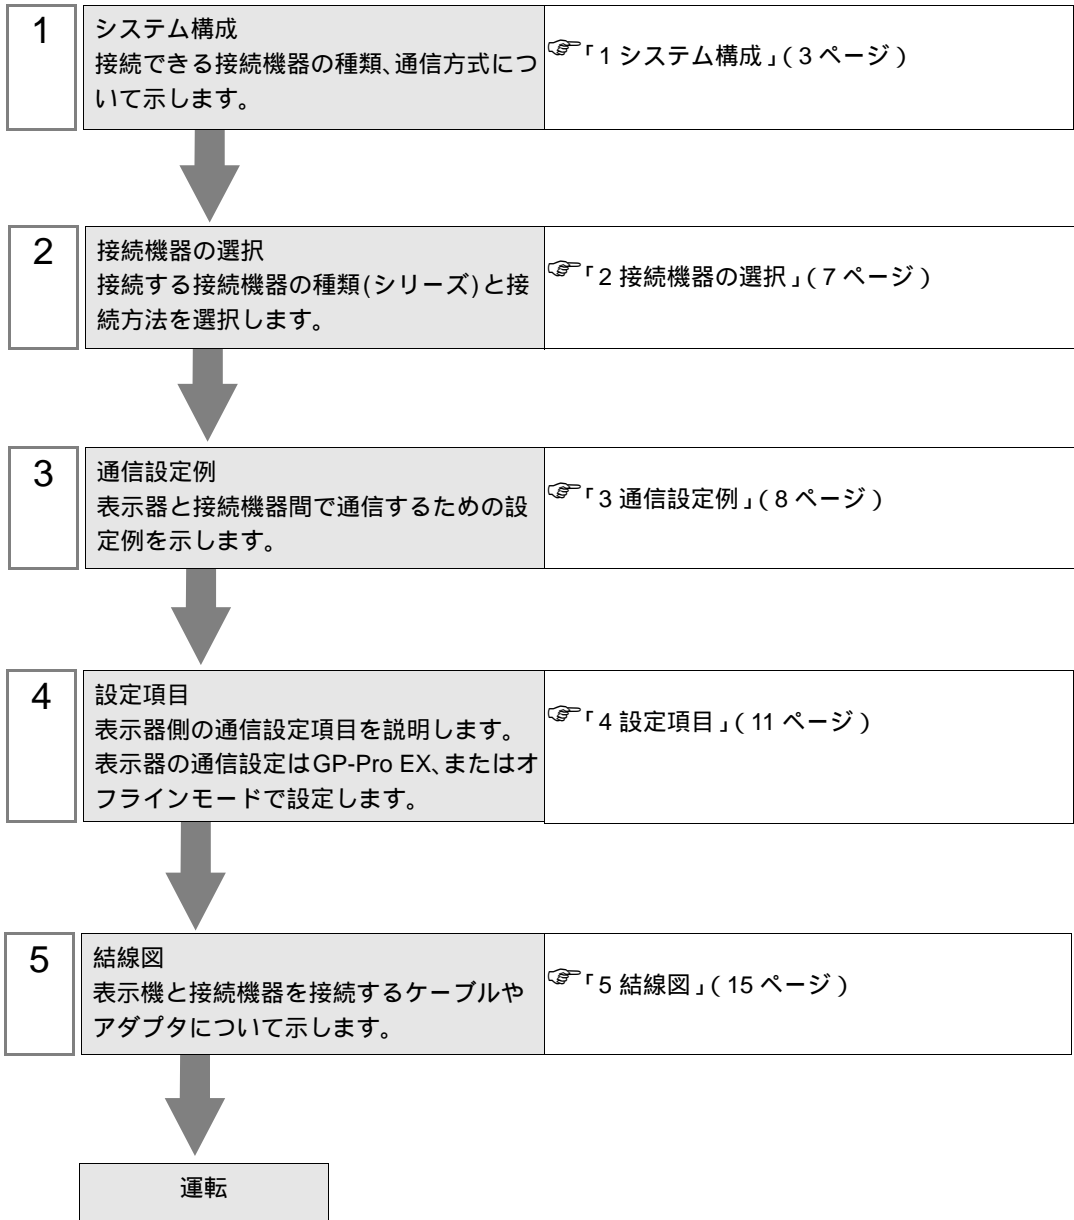 1
システム構成
接続できる接続機器の種類、通信方式につ
いて示します。
☞「1 システム構成」( 3 ページ )
2
接続機器の選択
接続する接続機器の種類(シリーズ)と接
続方法を選択します。
☞「2 接続機器の選択」( 7 ページ )
3
通信設定例
表示器と接続機器間で通信するための設
定例を示します。
☞「3 通信設定例」( 8 ページ )
4
設定項目
表示器側の通信設定項目を説明します。
表示器の通信設定はGP-Pro EX、またはオ
フラインモードで設定します。
☞「4 設定項目」( 11 ページ )
5
結線図
表示機と接続機器を接続するケーブルや
アダプタについて示します。
☞「5 結線図」( 15 ページ )
運転